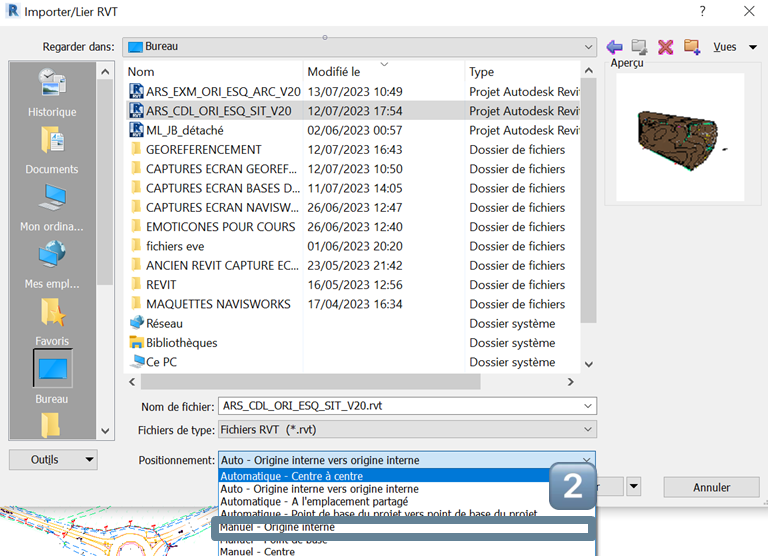 Importer/Lier RVT
Regarder dans: Bureau Vues
Aperçu
Nom Modifié le Type
ARS_EXM_ORI_ESQ_ARC_V20 13/07/2023 10:49 Projet Autodesk Revi
ARS_CDL_ORI_ESQ_SIT_V20 12/07/2023 17:54 Projet Autodesk Revi
ML_JB_détaché 02/06/2023 00:57 Projet Autodesk Revi
GEOREFERENCEMENT 12/07/2023 16:43 Dossier de fichiers
CAPTURES ECRAN GEOREF... 12/07/2023 10:50 Dossier de fichiers
CAPTURES ECRAN BASES D... 11/07/2023 14:05 Dossier de fichiers
CAPTURES ECRAN NAVISW... 26/06/2023 12:47 Dossier de fichiers
EMOTICONES POUR COURS 26/06/2023 12:40 Dossier de fichiers
fichiers eve 01/06/2023 20:20 Dossier de fichiers
ANCIEN REVIT CAPTURE EC... 23/05/2023 21:42 Dossier de fichiers
REVIT 16/05/2023 12:56 Dossier de fichiers
MAQUETTES NAVISWORKS 17/04/2023 16:34 Dossier de fichiers
Réseau Dossier système
Bibliothèques Dossier système
Ce PC Dossier système
Historique
Documents
Mon ordina...
Mes empl...
Favoris
Bureau
Outils
Nom de fichier: ARS_CDL_ORI_ESQ_SIT_V20.rvt
Fichiers de type: Fichiers RVT (*.rvt)
Positionnement: Auto - Origine interne vers origine interne
Automatique - Centre à centre
Auto - Origine interne vers origine interne
Automatique - A l'emplacement partagé
Automatique - Point de base du projet vers point de base du projet
Manuel - Origine interne
Manuel - Point de base
Manuel - Centre
2
Annuler